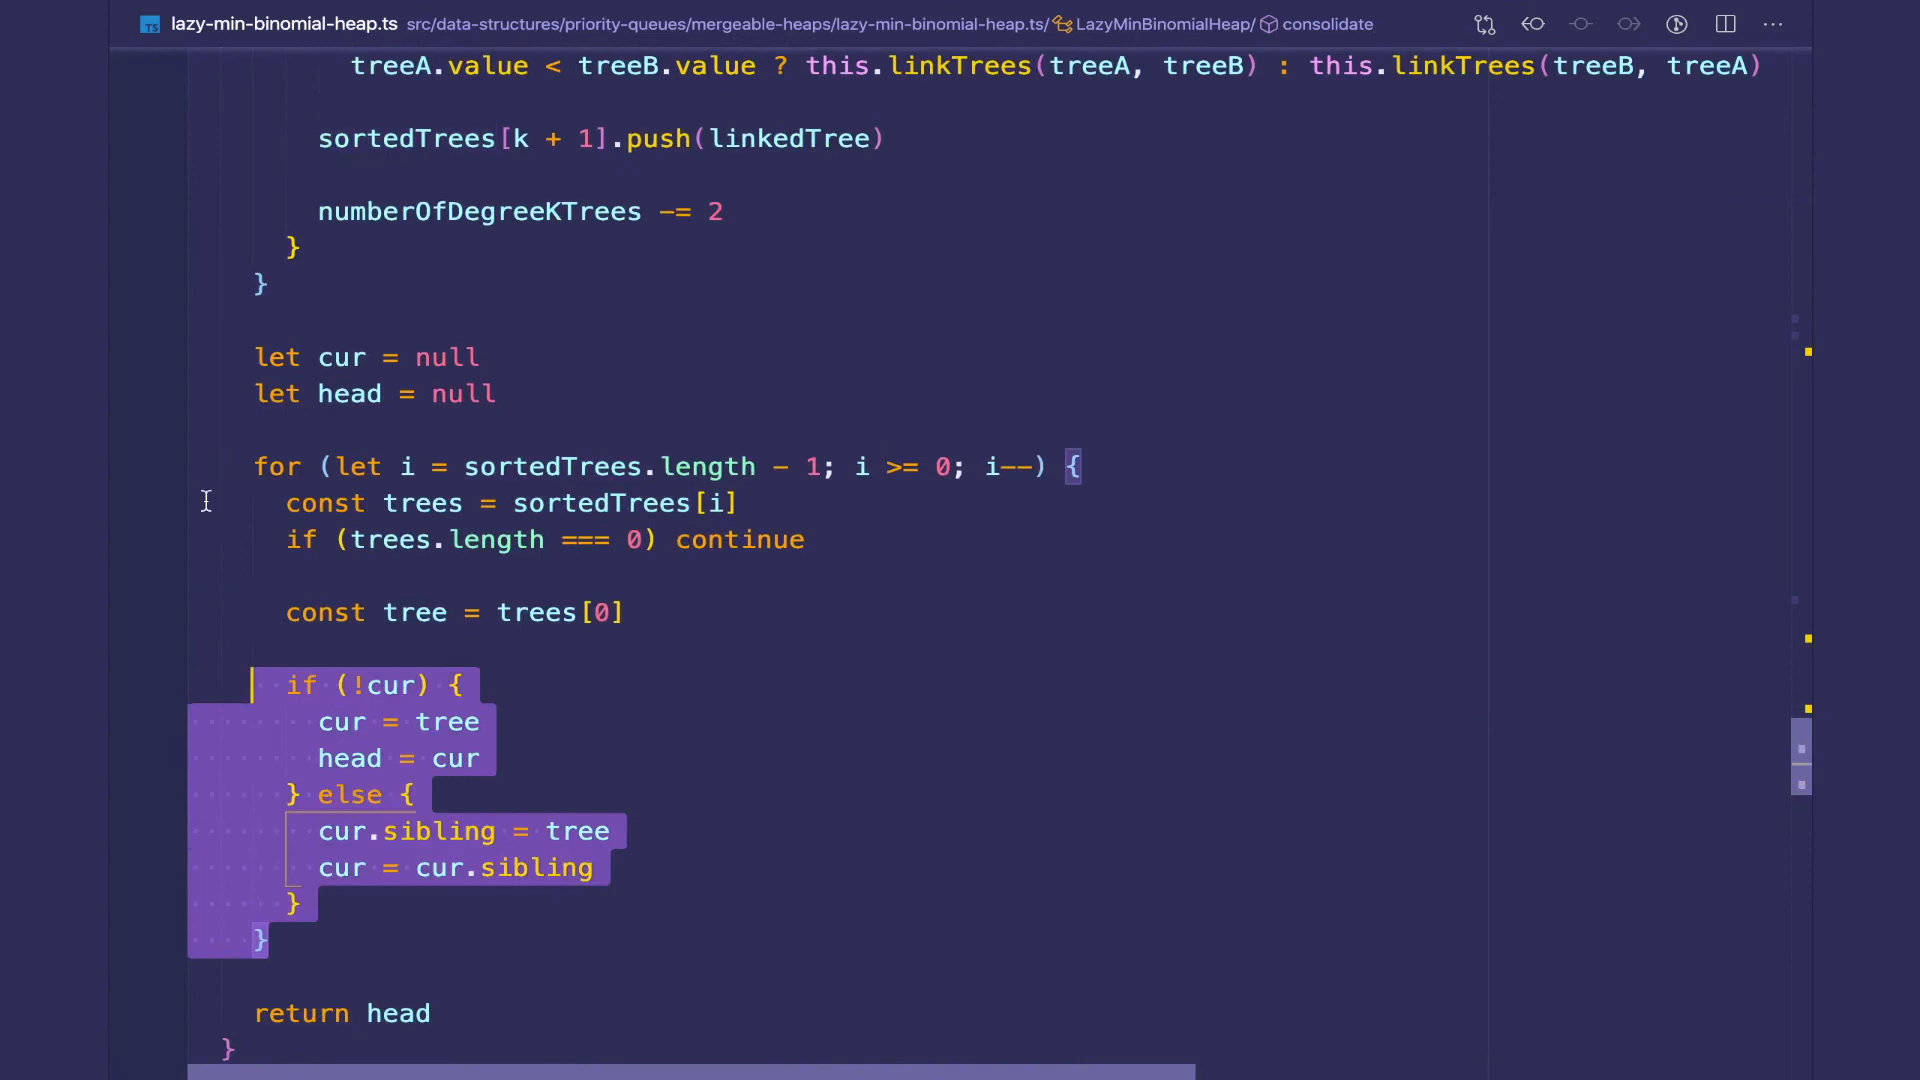 TS lazy-min-binomial-heap.ts src/data-structures/priority-queues/mergeable-heaps/lazy-min-binomial-heap.ts/ LazyMinBinomialHeap/ consolidate
treeA.value < treeB.value ? this.linkTrees(treeA, treeB) : this.linkTrees(treeB, treeA)
sortedTrees[k + 1].push(linkedTree)
numberOfDegreeKTrees -= 2
}
}
let cur = null
let head = null
for (let i = sortedTrees.length - 1; i >= 0; i--) {
const trees = sortedTrees[i]
if (trees.length === 0) continue
const tree = trees[0]
if (!cur) {
cur = tree
head = cur
} else {
cur.sibling = tree
cur = cur.sibling
}
}
return head
}